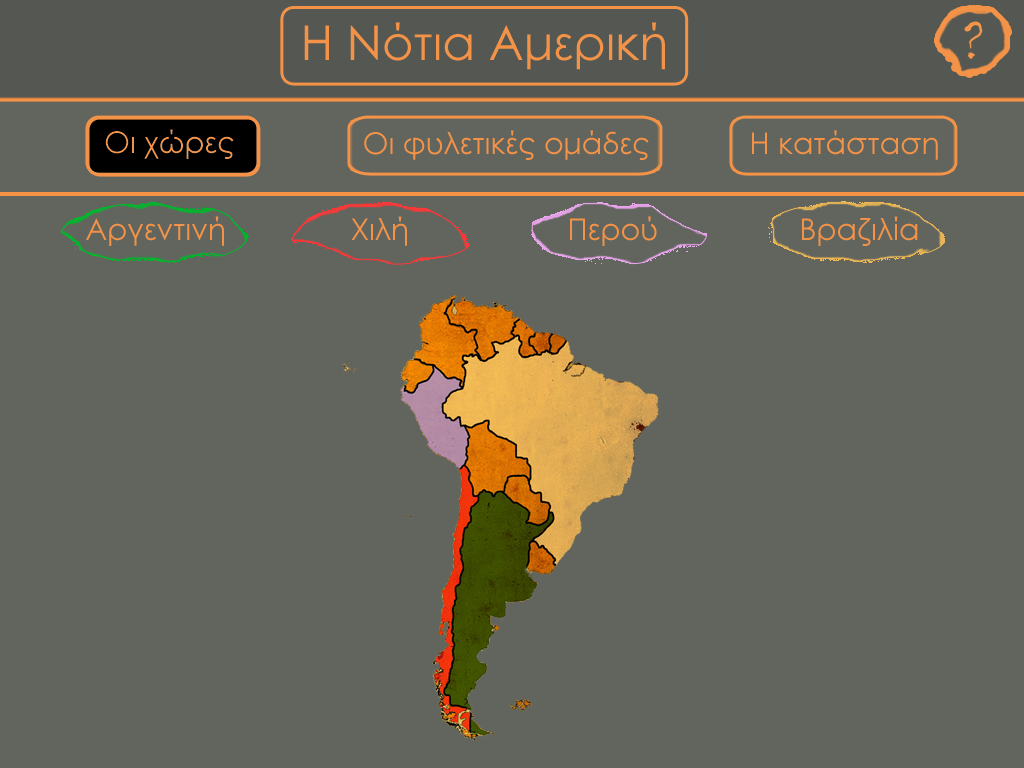 Η Νότια Αμερική
?
Οι χώρες
Οι φυλετικές ομάδες
Η κατάσταση
Αργεντινή
Χιλή
Περού
Βραζιλία